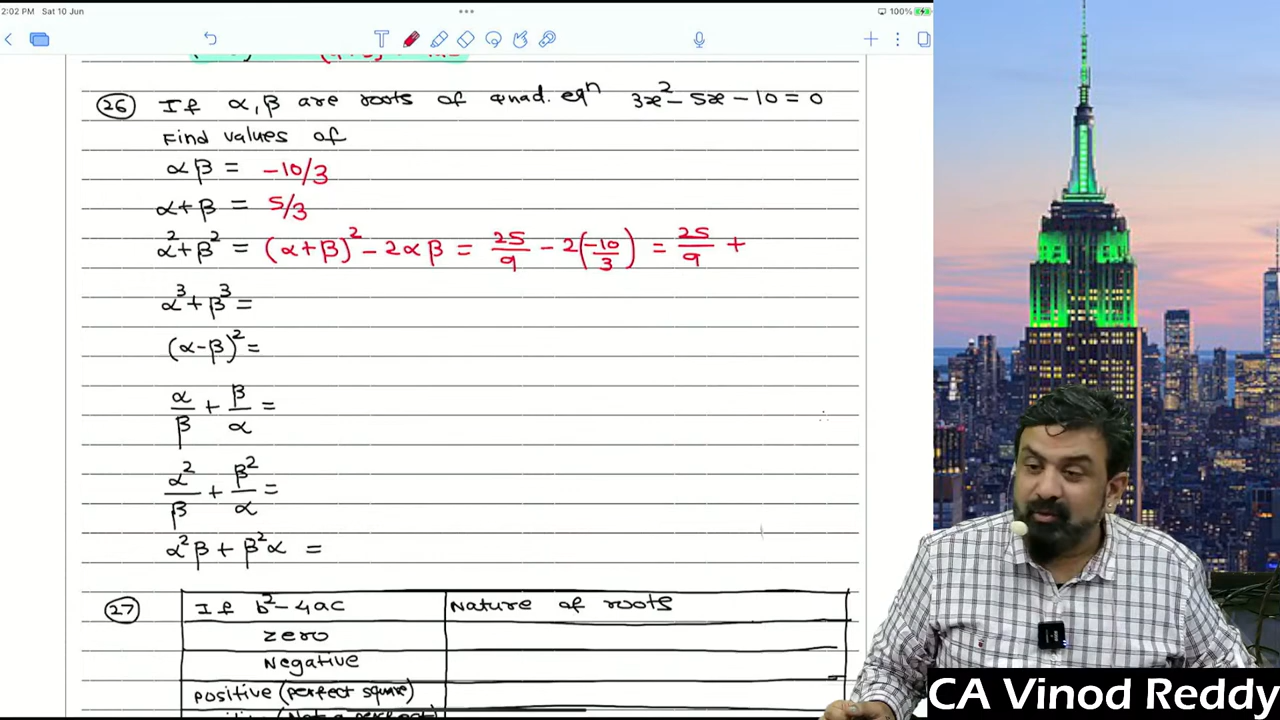 2:02 PM Sat 10 Jun
100%
(26) If α, β are roots of quad. eqⁿ 3x² - 5x - 10 = 0
Find values of
αβ = -10/3
α+β = 5/3
α²+β² = (α+β)² - 2αβ = 25/9 - 2(-10/3) = 25/9 +
α³+β³ =
(α-β)² =
α/β + β/α =
α²/β + β²/α =
α²β + β²α =
(27) If b² - 4ac Nature of roots
zero
Negative
positive (perfect square)
CA Vinod Reddy